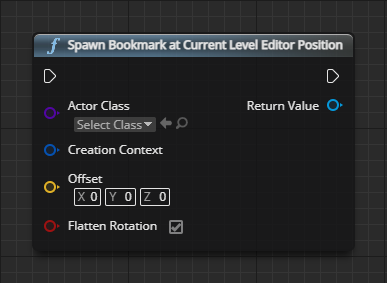 f Spawn Bookmark at Current Level Editor Position
Actor Class
Return Value
Select Class
Creation Context
Offset
X 0 Y 0 Z 0
Flatten Rotation